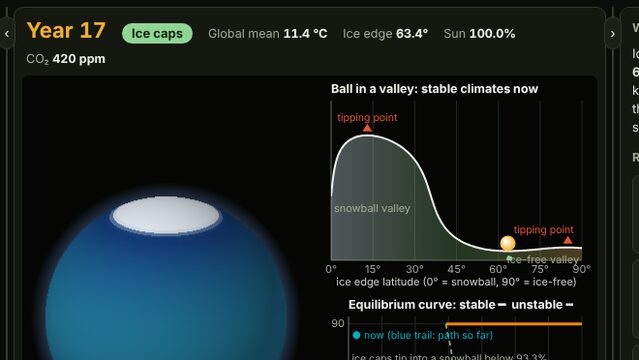 Year 17 Ice caps Global mean 11.4 °C Ice edge 63.4° Sun 100.0%
CO₂ 420 ppm
Ball in a valley: stable climates now
tipping point
snowball valley
tipping point
ice-free valley
0° 15° 30° 45° 60° 75° 90°
ice edge latitude (0° = snowball, 90° = ice-free)
Equilibrium curve: stable ━ unstable ━
90
now (blue trail: path so far)
ice caps tip into a snowball below 93.3%